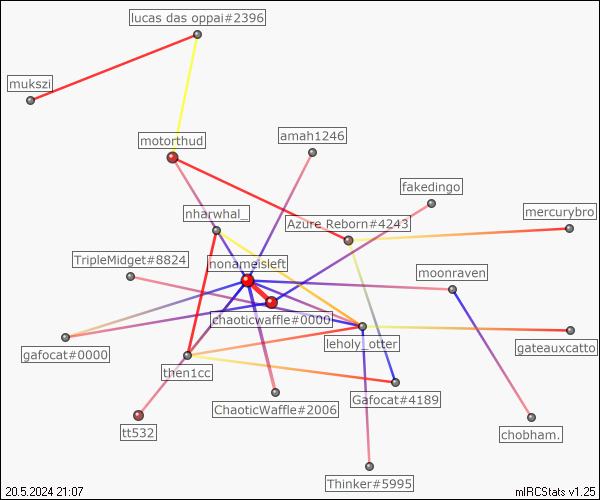 lucas das oppai#2396
mukszi
motorthud
amah1246
fakedingo
nharwhal_
mercurybro
Azure Reborn#4243
TripleMidget#8824
nonameisleft
moonraven
chaoticwaffle#0000
leholy_otter
gafocat#0000
gateauxcatto
then1cc
Gafocat#4189
ChaoticWaffle#2006
tt532
chobham.
Thinker#5995
20.5.2024 21:07
mIRCStats v1.25